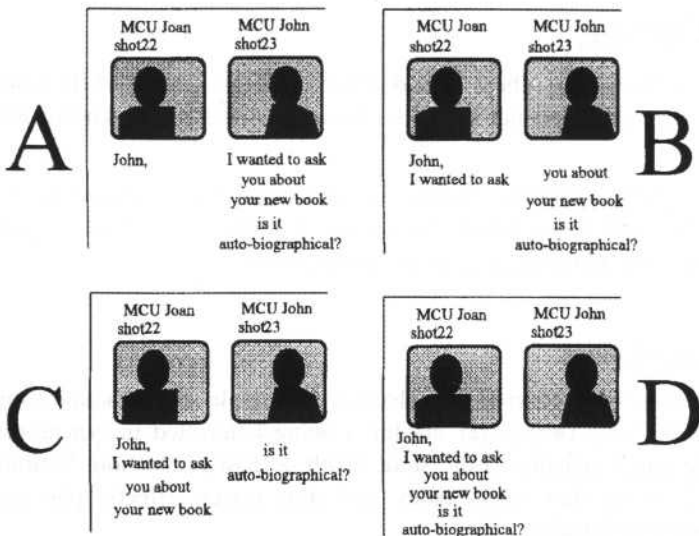 A
MCU Joan
shot22
John,
MCU John
shot23
I wanted to ask
you about
your new book
is it
auto-biographical?
B
MCU Joan
shot22
John,
I wanted to ask
MCU John
shot23
you about
your new book
is it
auto-biographical?
C
MCU Joan
shot22
John,
I wanted to ask
you about
your new book
MCU John
shot23
is it
auto-biographical?
D
MCU Joan
shot22
John,
I wanted to ask
you about
your new book
is it
auto-biographical?
MCU John
shot23